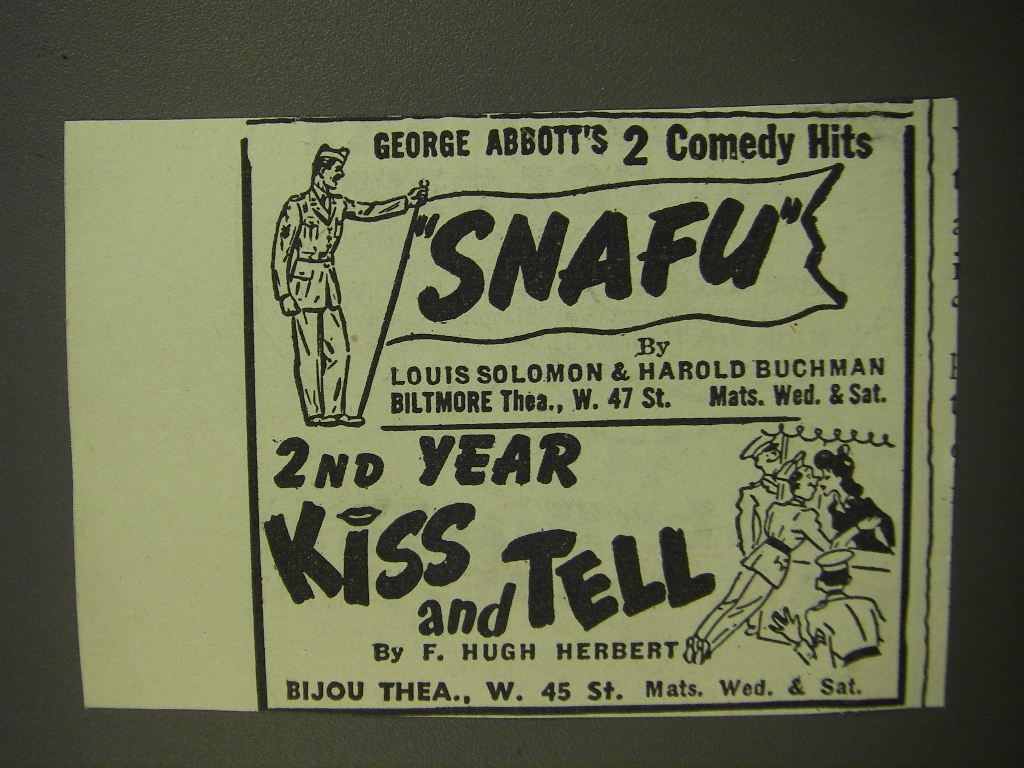 GEORGE ABBOTT'S 2 Comedy Hits
"SNAFU"
By
LOUIS SOLOMON & HAROLD BUCHMAN
BILTMORE Thea., W. 47 St. Mats. Wed. & Sat.
2ND YEAR
KiSS
and TELL
By F. HUGH HERBERT
BIJOU THEA., W. 45 St. Mats. Wed. & Sat.